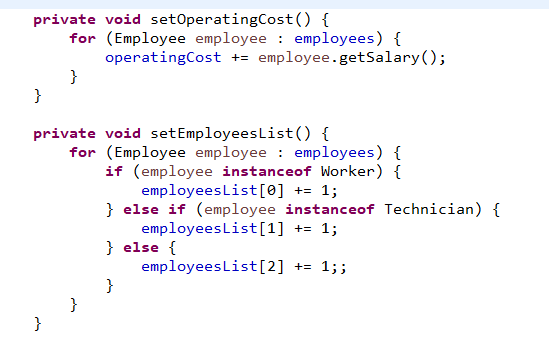 private void setOperatingCost() {
for (Employee employee : employees) {
operatingCost += employee.getSalary();
}
}
private void setEmployeesList() {
for (Employee employee : employees) {
if (employee instanceof Worker) {
employeesList[0] += 1;
} else if (employee instanceof Technician) {
employeesList[1] += 1;
} else {
employeesList[2] += 1;;
}
}
}